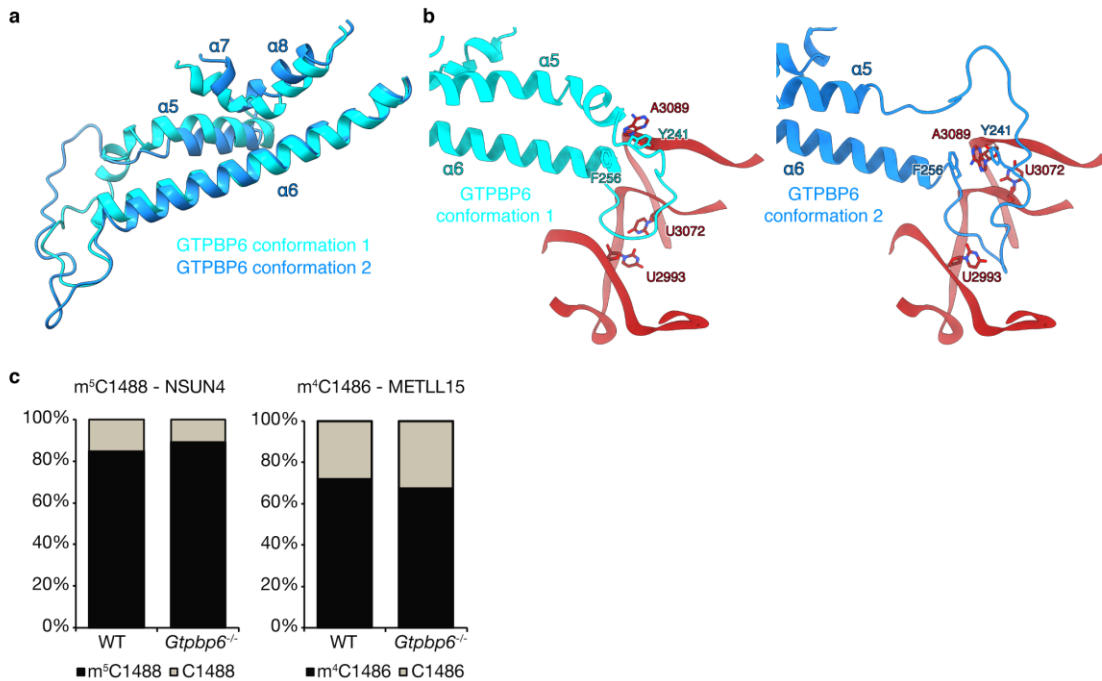 a
α7
α8
α5
α6
GTPBP6 conformation 1
GTPBP6 conformation 2
b
α5
A3089
Y241
α6
F256
GTPBP6
conformation 1
U3072
U2993
α5
A3089
Y241
α6
F256
U3072
GTPBP6
conformation 2
U2993
c
m⁵C1488 - NSUN4
100%
80%
60%
40%
20%
0%
WT
Gtpbp6⁻/⁻
m⁵C1488
C1488
m⁴C1486 - METLL15
100%
80%
60%
40%
20%
0%
WT
Gtpbp6⁻/⁻
m⁴C1486
C1486